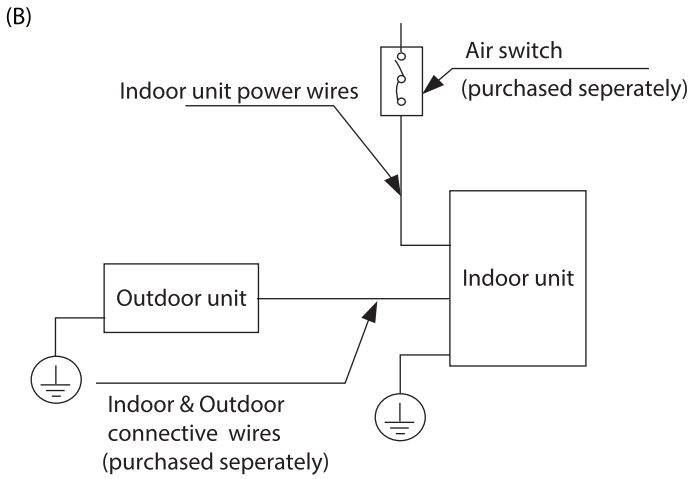 (B)
Air switch
(purchased seperately)
Indoor unit power wires
Indoor unit
Outdoor unit
Indoor & Outdoor
connective wires
(purchased seperately)